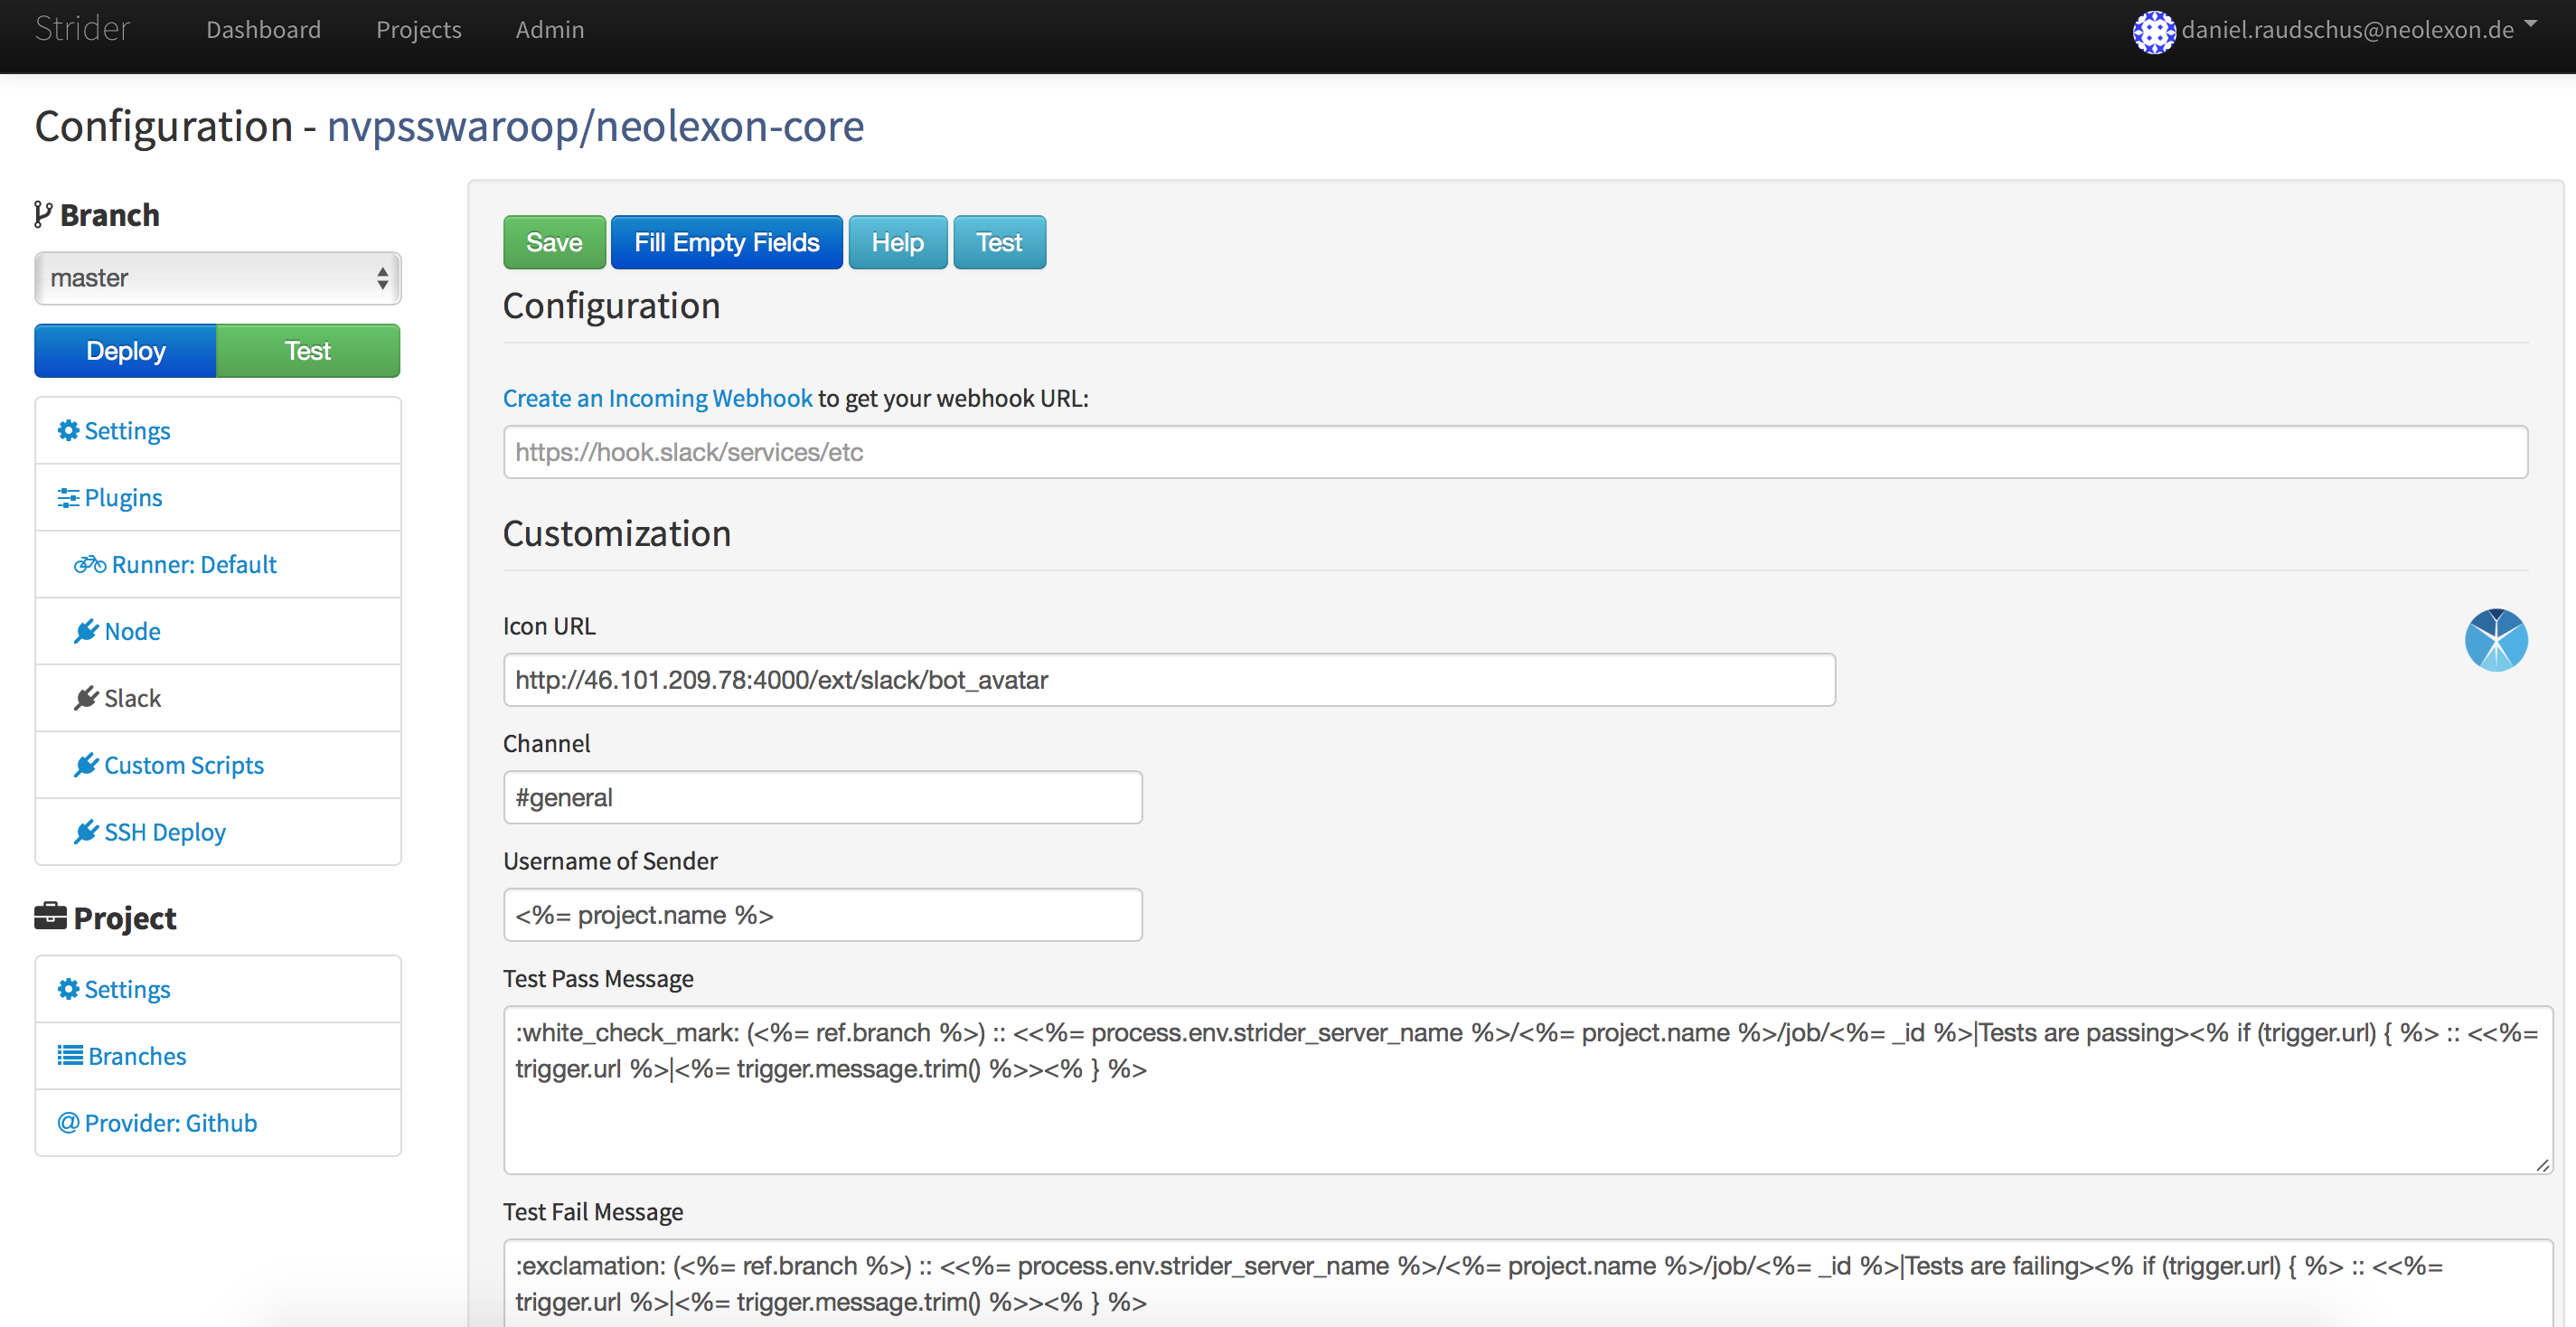 Strider
Dashboard
Projects
Admin
daniel.raudschus@neolexon.de
Configuration - nvpsswaroop/neolexon-core
Branch
master
Deploy
Test
Settings
Plugins
Runner: Default
Node
Slack
Custom Scripts
SSH Deploy
Project
Settings
Branches
Provider: Github
Save
Fill Empty Fields
Help
Test
Configuration
Create an Incoming Webhook to get your webhook URL:
https://hook.slack/services/etc
Customization
Icon URL
http://46.101.209.78:4000/ext/slack/bot_avatar
Channel
#general
Username of Sender
<%= project.name %>
Test Pass Message
:white_check_mark: (<%= ref.branch %>) :: <<%= process.env.strider_server_name %>/<%= project.name %>/job/<%= _id %>|Tests are passing><% if (trigger.url) { %> :: <<%=
trigger.url %>|<%= trigger.message.trim() %>><% } %>
Test Fail Message
:exclamation: (<%= ref.branch %>) :: <<%= process.env.strider_server_name %>/<%= project.name %>/job/<%= _id %>|Tests are failing><% if (trigger.url) { %> :: <<%=
trigger.url %>|<%= trigger.message.trim() %>><% } %>